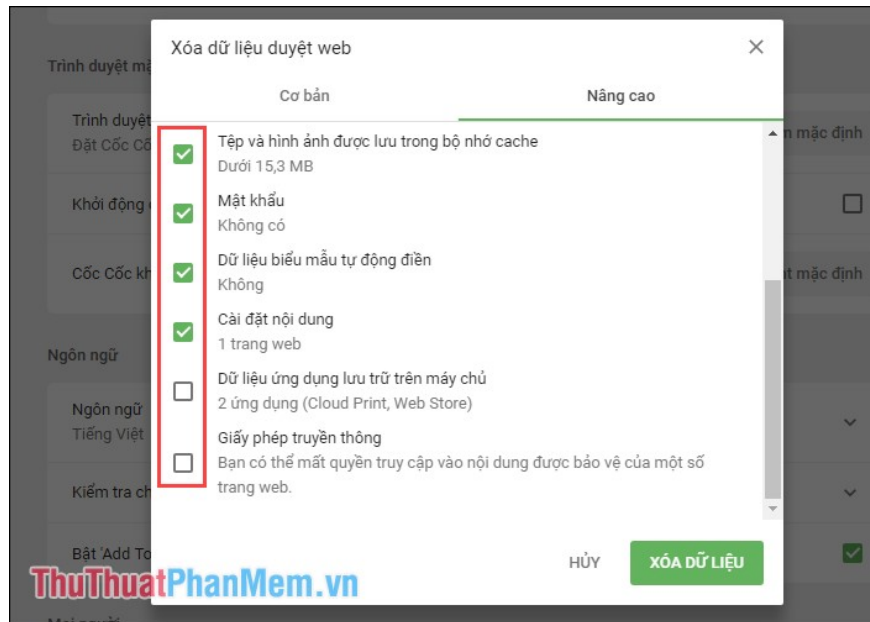 Xóa dữ liệu duyệt web
Cơ bản
Nâng cao
Tệp và hình ảnh được lưu trong bộ nhớ cache
Dưới 15,3 MB
Mật khẩu
Không có
Dữ liệu biểu mẫu tự động điền
Không
Cài đặt nội dung
1 trang web
Dữ liệu ứng dụng lưu trữ trên máy chủ
2 ứng dụng (Cloud Print, Web Store)
Giấy phép truyền thông
Bạn có thể mất quyền truy cập vào nội dung được bảo vệ của một số
trang web.
HỦY
XÓA DỮ LIỆU
Trình duyệt
Trình duyệt
Đặt Cốc
mặc định
Khởi động
Cốc Cốc
mặc định
Ngôn ngữ
Ngôn ngữ
Tiếng Việt
Kiểm tra
Bật 'Add
ThuThuatPhanMem.vn